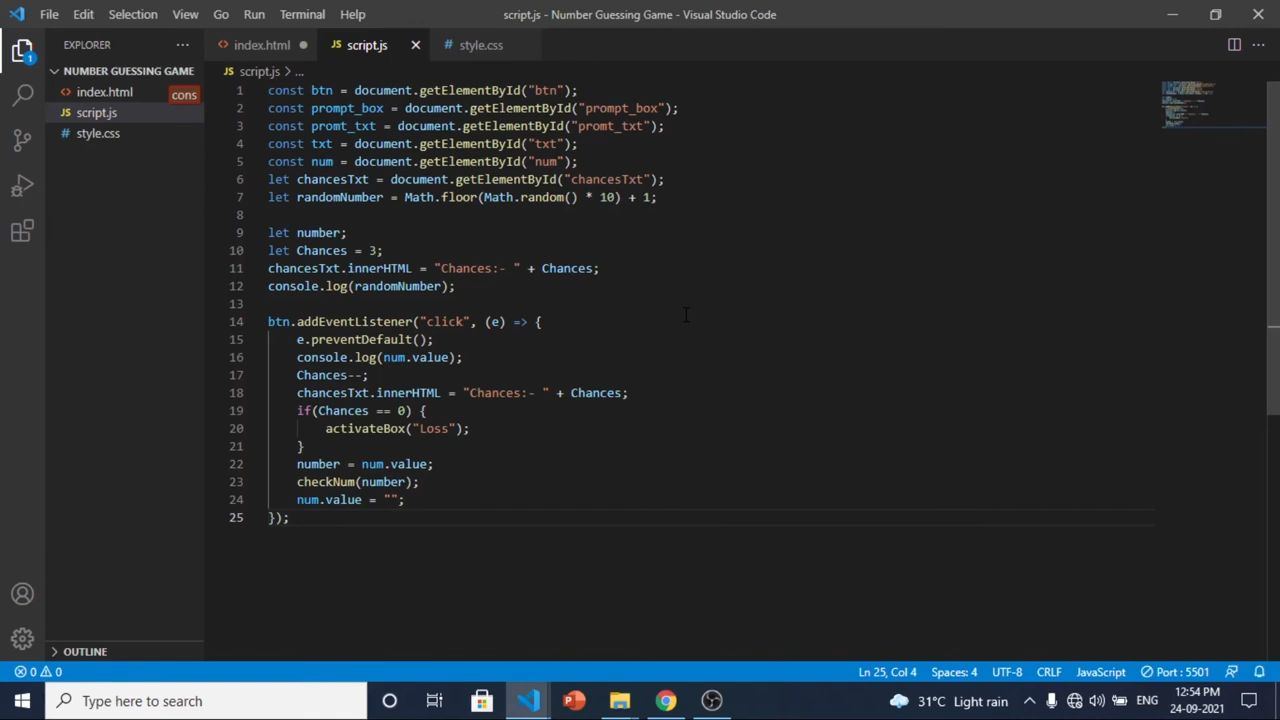 File Edit Selection View Go Run Terminal Help script.js - Number Guessing Game - Visual Studio Code
EXPLORER
index.html
JS script.js
# style.css
NUMBER GUESSING GAME
index.html
cons
JS script.js
# style.css
OUTLINE
JS script.js > ...
1 const btn = document.getElementById("btn");
2 const prompt_box = document.getElementById("prompt_box");
3 const promt_txt = document.getElementById("promt_txt");
4 const txt = document.getElementById("txt");
5 const num = document.getElementById("num");
6 let chancesTxt = document.getElementById("chancesTxt");
7 let randomNumber = Math.floor(Math.random() * 10) + 1;
8
9 let number;
10 let Chances = 3;
11 chancesTxt.innerHTML = "Chances:- " + Chances;
12 console.log(randomNumber);
13
14 btn.addEventListener("click", (e) => {
15 e.preventDefault();
16 console.log(num.value);
17 Chances--;
18 chancesTxt.innerHTML = "Chances:- " + Chances;
19 if(Chances == 0) {
20 activateBox("Loss");
21 }
22 number = num.value;
23 checkNum(number);
24 num.value = "";
25 });
1
0 0 Ln 25, Col 4 Spaces: 4 UTF-8 CRLF JavaScript Port : 5501
Type here to search
31°C Light rain ENG
12:54 PM
24-09-2021